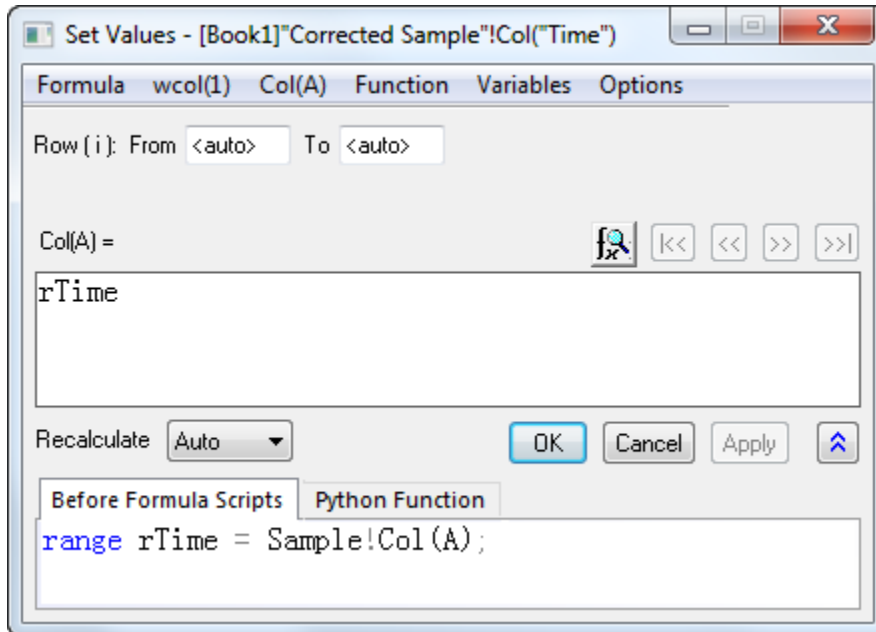 Set Values - [Book1]"Corrected Sample"!Col("Time")
Formula wcol(1) Col(A) Function Variables Options
Row (i): From <auto> To <auto>
Col(A) =
|<< << >> >>|
rTime
Recalculate Auto OK Cancel Apply
Before Formula Scripts Python Function
range rTime = Sample!Col(A);